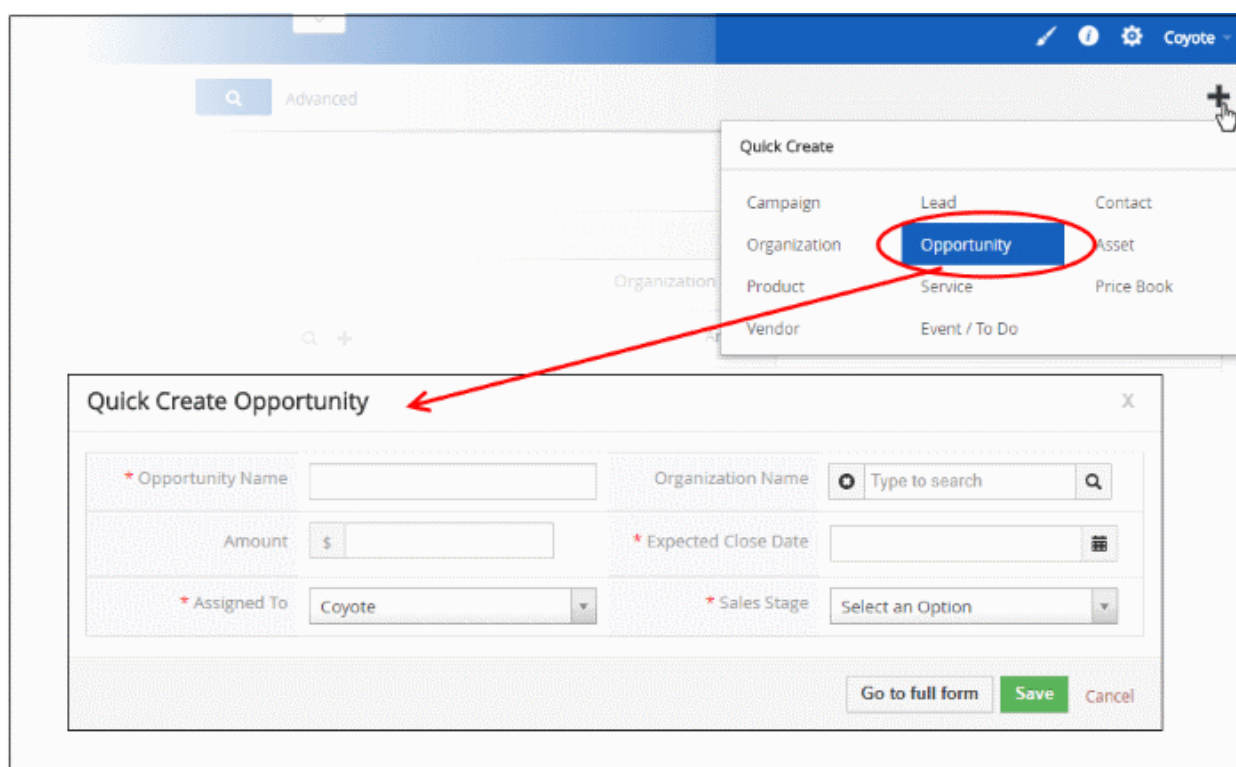 Coyote
Advanced
Quick Create
Campaign Lead Contact
Organization Opportunity Asset
Organization
Product Service Price Book
Vendor Event / To Do
Quick Create Opportunity X
* Opportunity Name Organization Name Type to search
Amount $ * Expected Close Date
* Assigned To Coyote * Sales Stage Select an Option
Go to full form Save Cancel